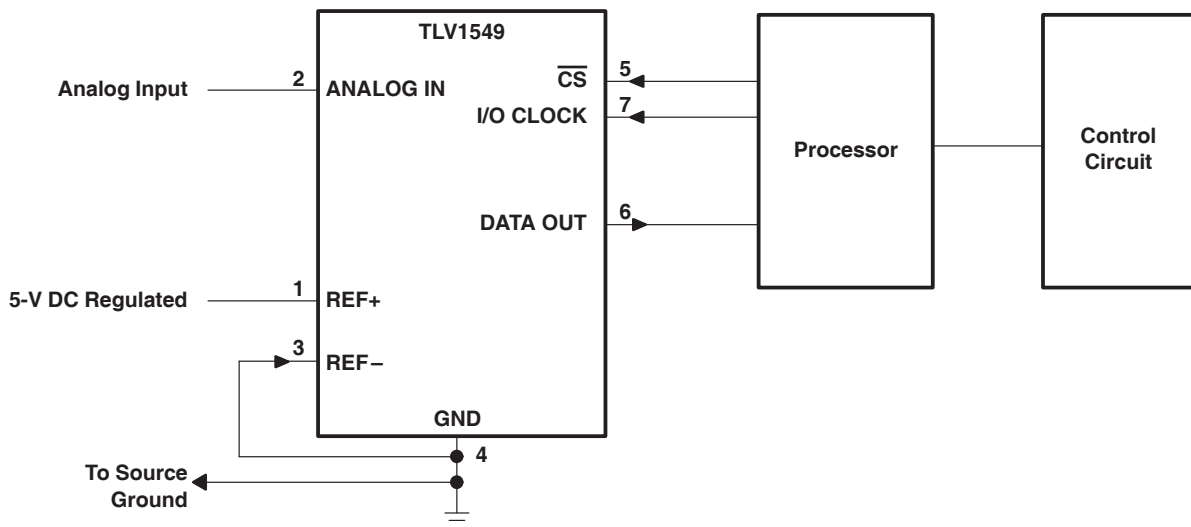 TLV1549
Analog Input
2
ANALOG IN
CS
5
I/O CLOCK
7
DATA OUT
6
5-V DC Regulated
1
REF+
3
REF−
GND
4
To Source
Ground
Processor
Control
Circuit